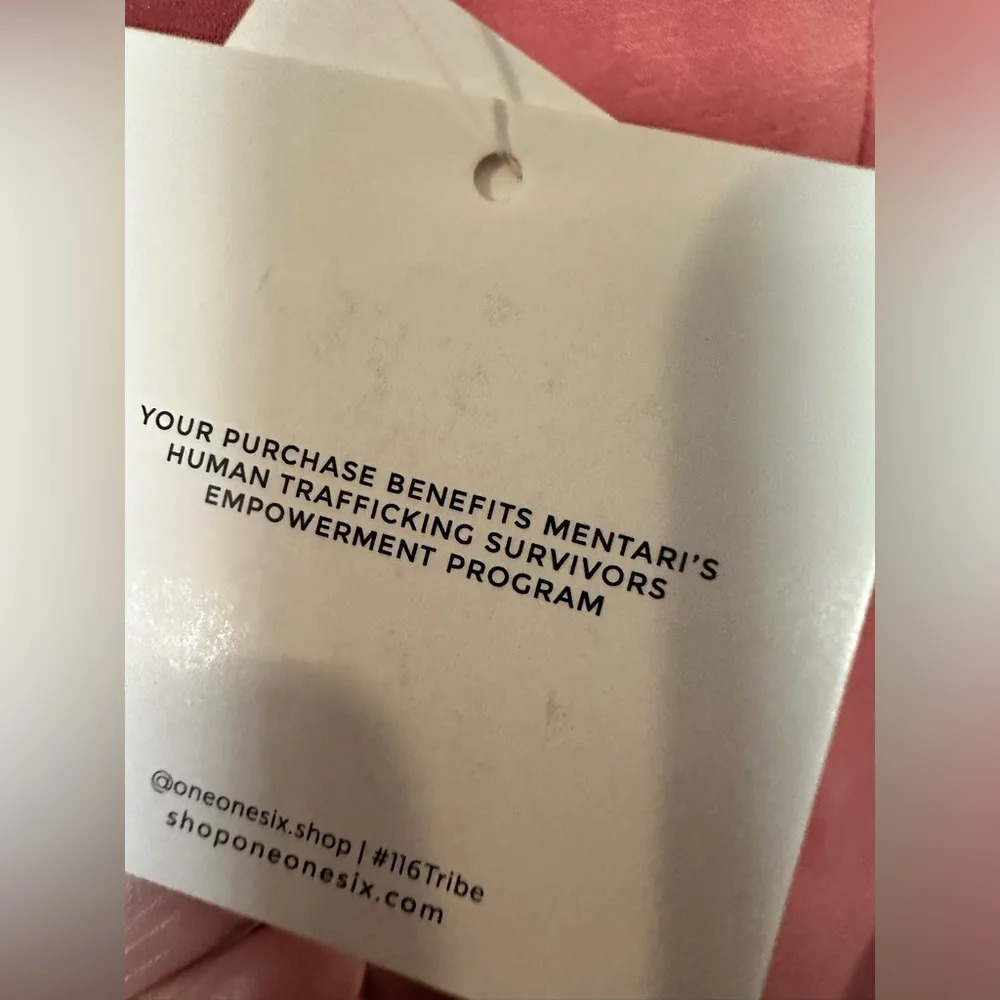 YOUR PURCHASE BENEFITS MENTARI'S
HUMAN TRAFFICKING SURVIVORS
EMPOWERMENT PROGRAM
@oneonesix.shop | #116Tribe
shoponeonesix.com